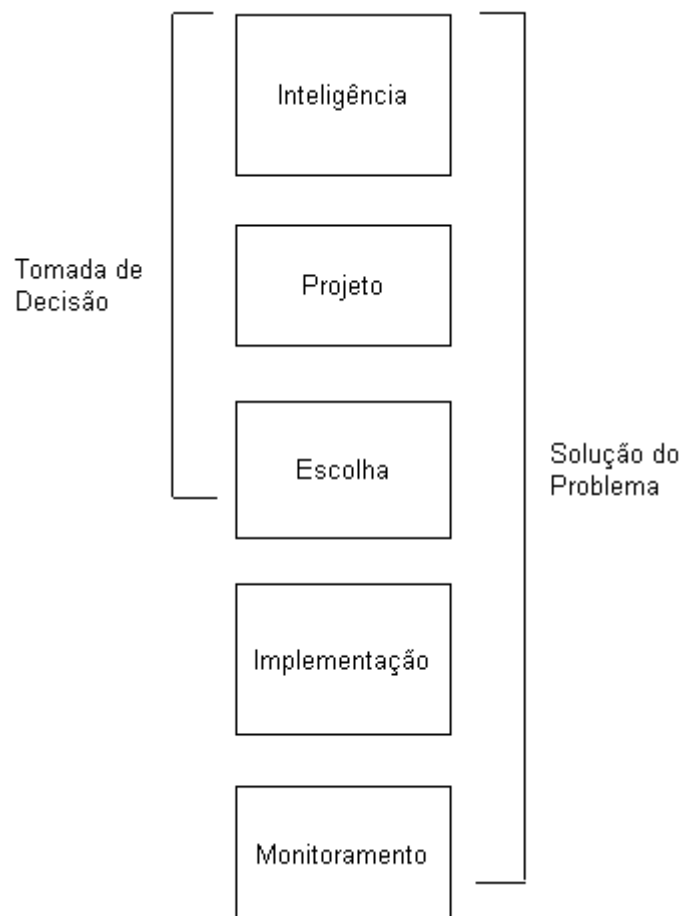 Inteligência
Projeto
Tomada de
Decisão
Escolha
Solução do
Problema
Implementação
Monitoramento